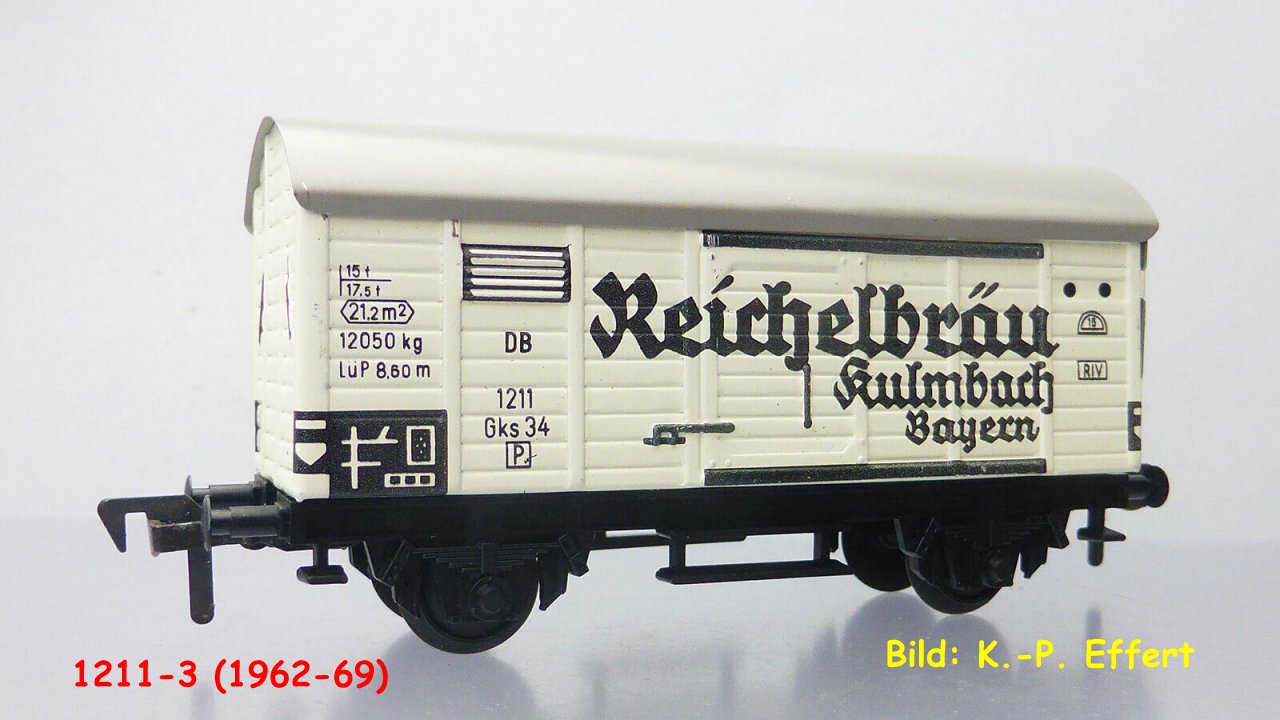 15 t
17.5 t
21.2 m²
12050 kg
LüP 8,60 m
DB
1211
Gks 34
P
Reichelbräu
Kulmbach
Bayern
15
RIV
1211-3 (1962-69)
Bild: K.-P. Effert